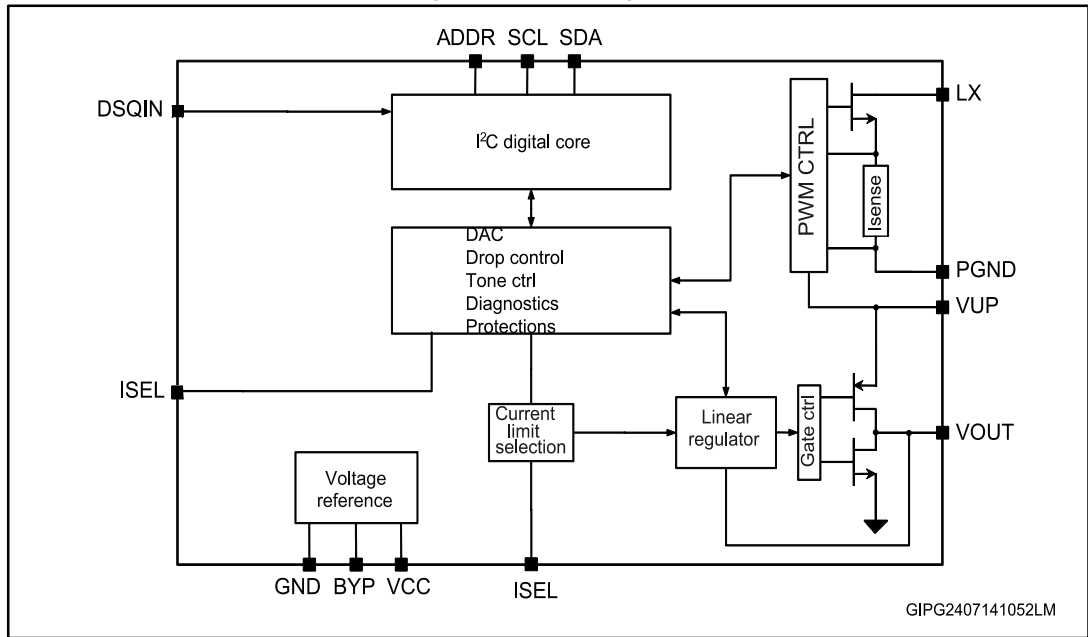 ADDR SCL SDA
DSQIN
I²C digital core
LX
PWM CTRL
Isense
DAC
Drop control
Tone ctrl
Diagnostics
Protections
PGND
VUP
ISEL
Current
limit
selection
Linear
regulator
Gate ctrl
VOUT
Voltage
reference
GND BYP VCC
ISEL
GIPG2407141052LM